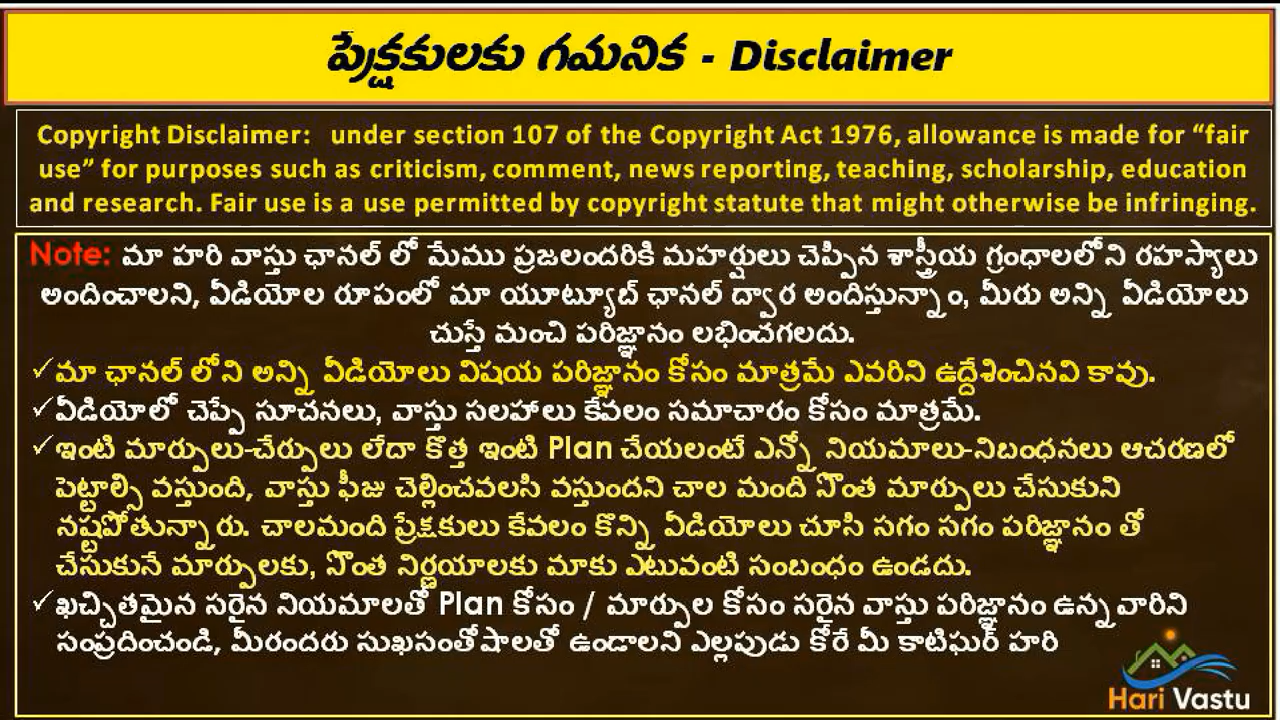 ప్రేక్షకులకు గమనిక - Disclaimer
Copyright Disclaimer: under section 107 of the Copyright Act 1976, allowance is made for “fair
use” for purposes such as criticism, comment, news reporting, teaching, scholarship, education
and research. Fair use is a use permitted by copyright statute that might otherwise be infringing.
Note: మా హరి వాస్తు ఛానల్ లో మేము ప్రజలందరికి మహర్షులు చెప్పిన శాస్త్రీయ గ్రంధాలలోని రహస్యాలు
అందించాలని, వీడియోల రూపంలో మా యూట్యూబ్ ఛానల్ ద్వార అందిస్తున్నాం, మీరు అన్ని వీడియోలు
చుస్తే మంచి పరిజ్ఞానం లభించగలదు.
✓మా ఛానల్ లోని అన్ని వీడియోలు విషయ పరిజ్ఞానం కోసం మాత్రమే ఎవరిని ఉద్దేశించినవి కావు.
✓వీడియోలో చెప్పే సూచనలు, వాస్తు సలహాలు కేవలం సమాచారం కోసం మాత్రమే.
✓ఇంటి మార్పులు-చేర్పులు లేదా కొత్త ఇంటి Plan చేయలంటే ఎన్నో నియమాలు-నిబంధనలు ఆచరణలో
పెట్టాల్సి వస్తుంది, వాస్తు ఫీజు చెల్లించవలసి వస్తుందని చాల మంది సొంత మార్పులు చేసుకుని
నష్టపోతున్నారు. చాలమంది ప్రేక్షకులు కేవలం కొన్ని వీడియోలు చూసి సగం సగం పరిజ్ఞానం తో
చేసుకునే మార్పులకు, సొంత నిర్ణయాలకు మాకు ఎటువంటి సంబంధం ఉండదు.
✓ఖచ్చితమైన సరైన నియమాలతో Plan కోసం / మార్పుల కోసం సరైన వాస్తు పరిజ్ఞానం ఉన్నవారిని
సంప్రదించండి, మీరందరు సుఖసంతోషాలతో ఉండాలని ఎల్లపుడు కోరే మీ కాటిఘర్ హరి
Hari Vastu